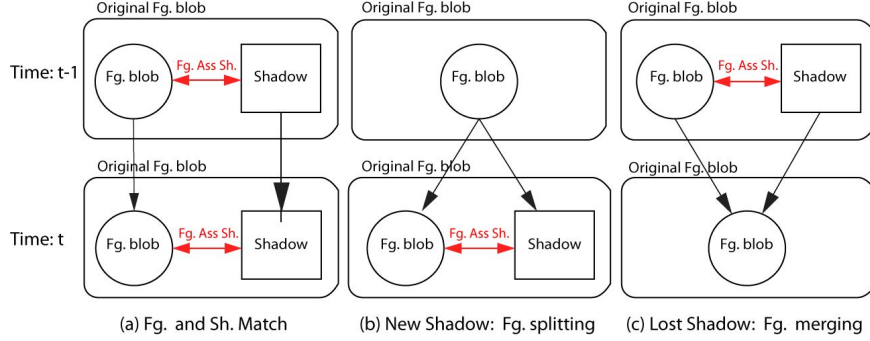 Original Fg. blob
Original Fg. blob
Original Fg. blob
Time: t-1
Fg. blob
Fg. Ass Sh.
Shadow
Fg. blob
Fg. blob
Fg. Ass Sh.
Shadow
Original Fg. blob
Original Fg. blob
Original Fg. blob
Time: t
Fg. blob
Fg. Ass Sh.
Shadow
Fg. blob
Fg. Ass Sh.
Shadow
Fg. blob
(a) Fg. and Sh. Match
(b) New Shadow: Fg. splitting
(c) Lost Shadow: Fg. merging